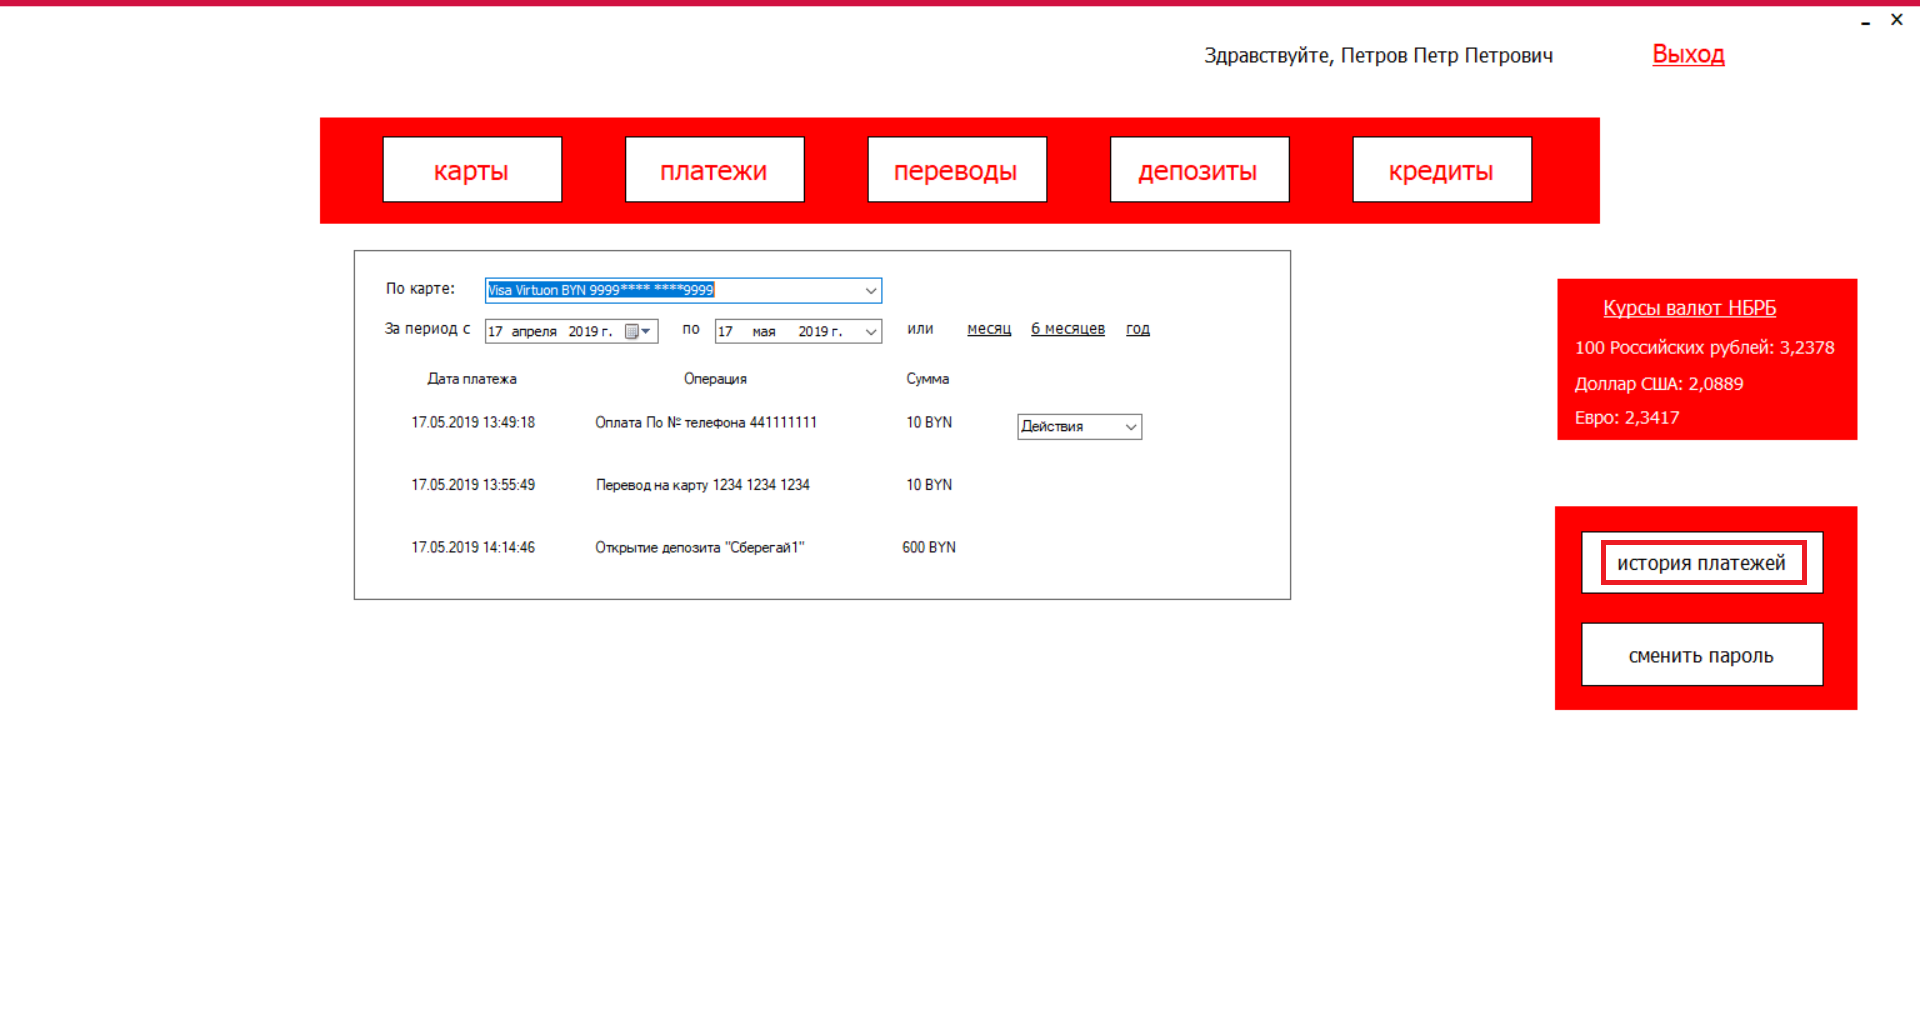 Здравствуйте, Петров Петр Петрович Выход
карты платежи переводы депозиты кредиты
По карте: Visa Virtuon BYN 9999**** ****9999
За период с 17 апреля 2019 г. по 17 мая 2019 г. или месяц 6 месяцев год
Дата платежа Операция Сумма
17.05.2019 13:49:18 Оплата По № телефона 441111111 10 BYN Действия
17.05.2019 13:55:49 Перевод на карту 1234 1234 1234 10 BYN
17.05.2019 14:14:46 Открытие депозита "Сберегай1" 600 BYN
Курсы валют НБРБ
100 Российских рублей: 3,2378
Доллар США: 2,0889
Евро: 2,3417
история платежей
сменить пароль